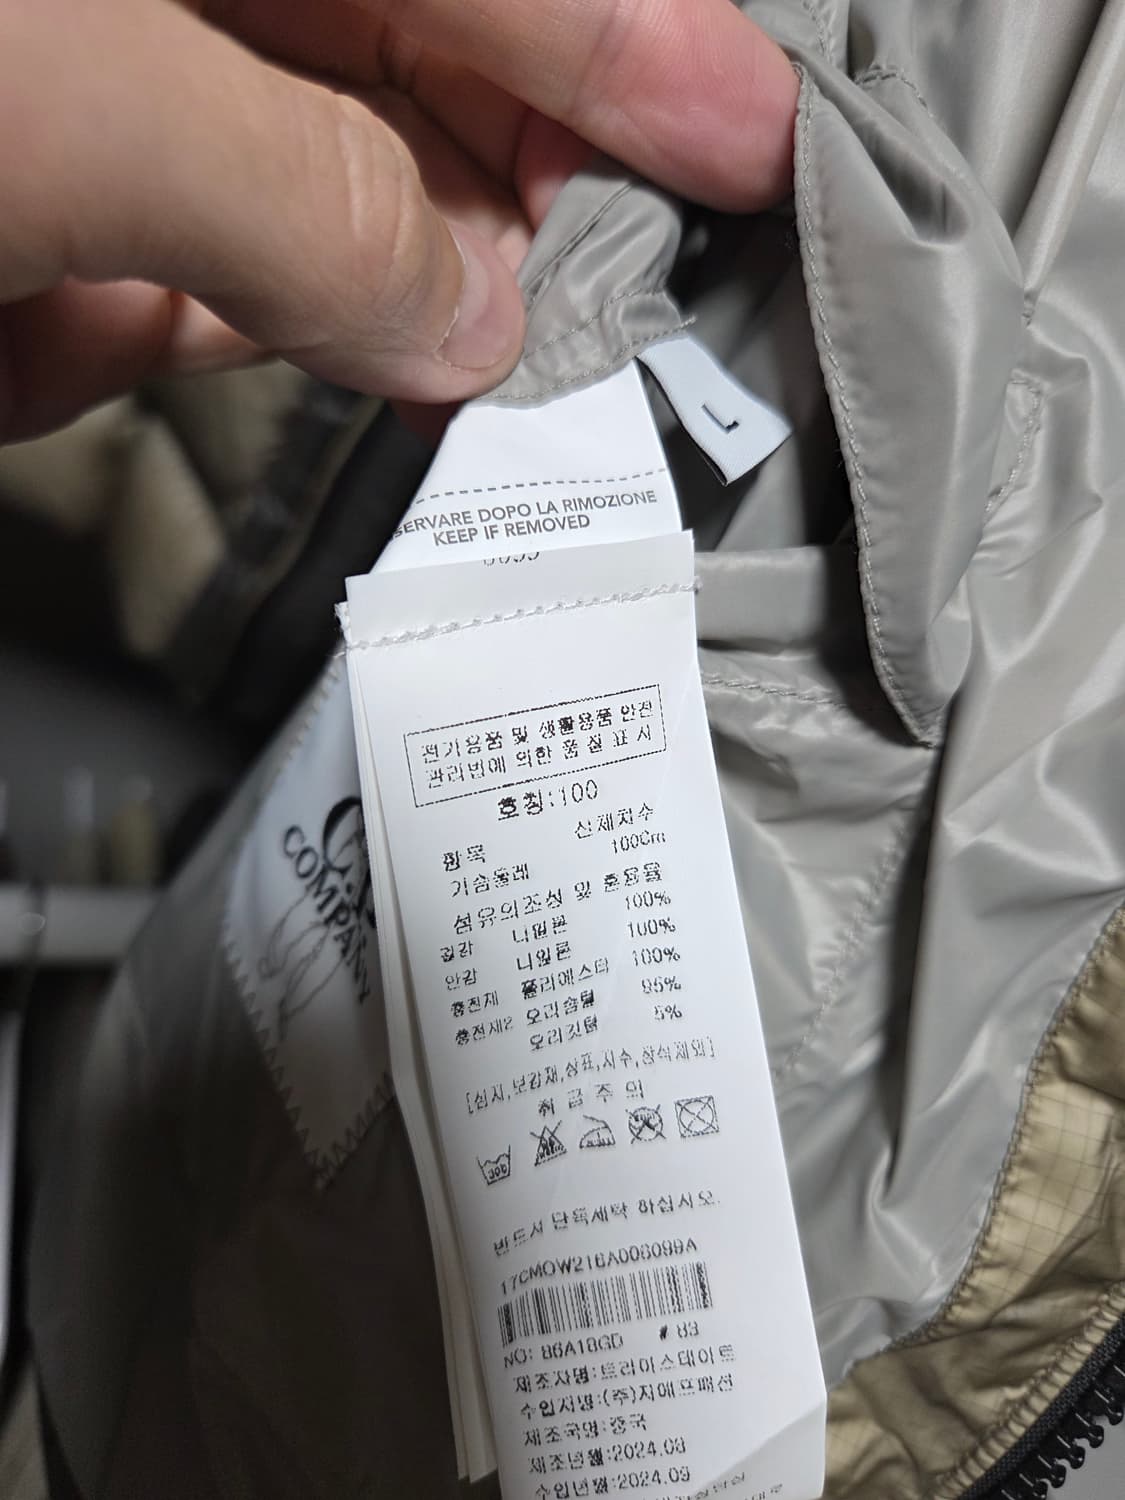 L
SERVARE DOPO LA RIMOZIONE
KEEP IF REMOVED
전기용품 및 생활용품 안전
관리법에 의한 품질표시
호칭:100
항목 신체치수
가슴둘레 100Cm
섬유의조성 및 혼용율
겉감 나일론 100%
안감 나일론 100%
충전재 폴리에스터 100%
충전재2 오리솜털 95%
오리깃털 5%
[심지,보강재,상표,자수,장식제외]
취 급 주 의
반드시 단독세탁 하십시오.
17CMOW216A006099A
NO: 86A18GD # 83
제조자명:트라이스테이트
수입자명:(주)지에프패션
제조국명:중국
제조년월:2024.08
수입년월:2024.09
C.P.
COMPANY